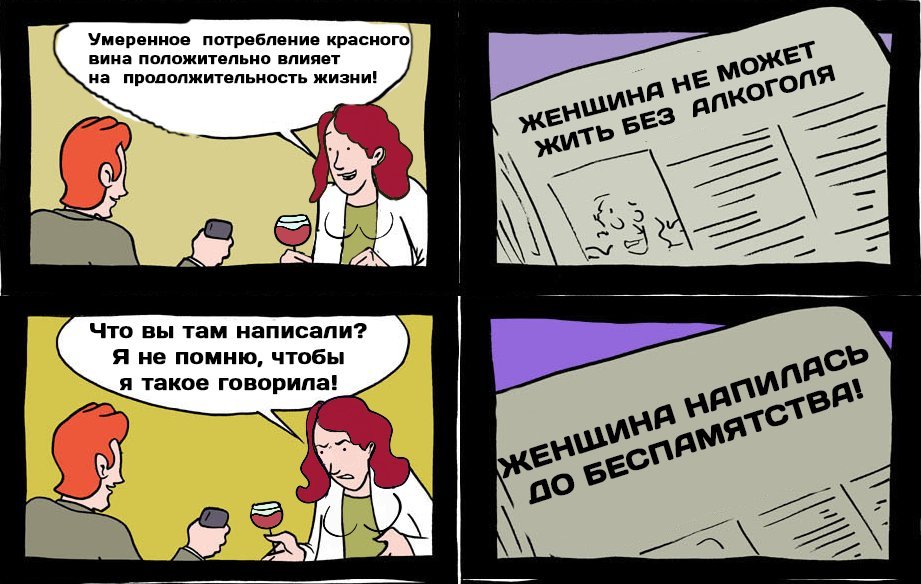 Умеренное потребление красного
вина положительно влияет
на продолжительность жизни!
ЖЕНЩИНА НЕ МОЖЕТ
ЖИТЬ БЕЗ АЛКОГОЛЯ
Что вы там написали?
Я не помню, чтобы
я такое говорила!
ЖЕНЩИНА НАПИЛАСЬ
ДО БЕСПАМЯТСТВА!